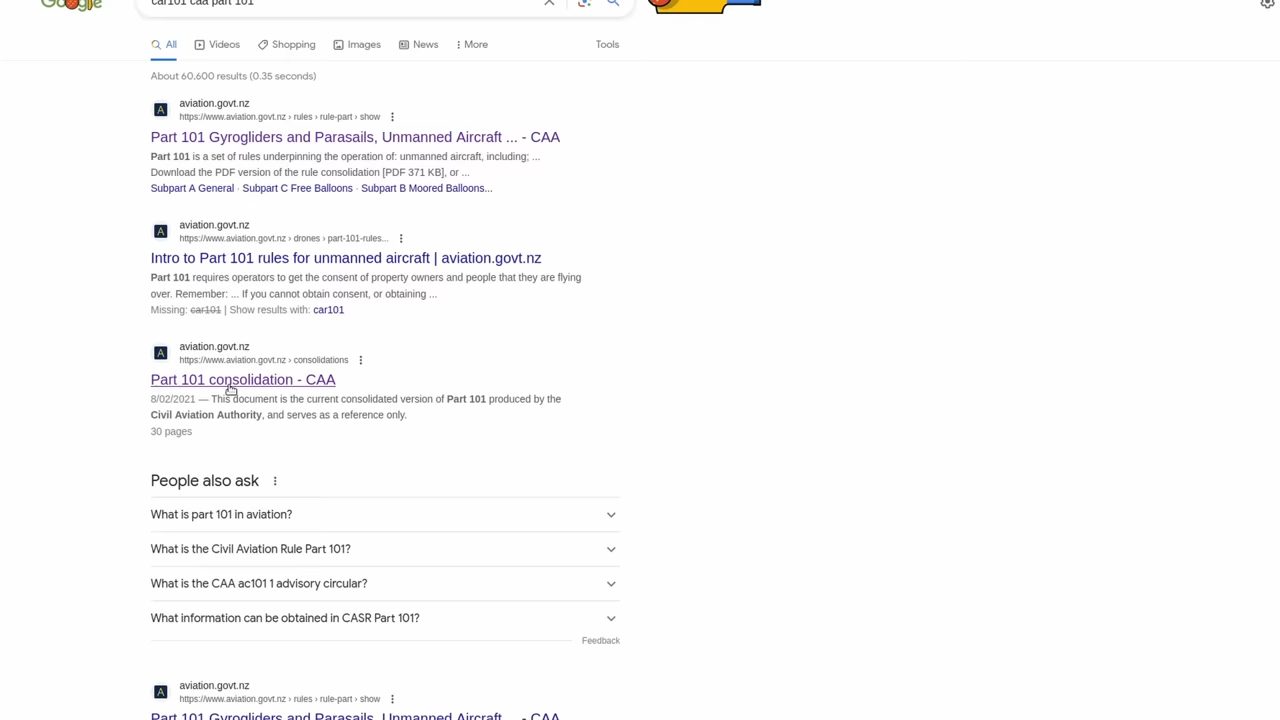 Google
car101 caa part 101
All
Videos
Shopping
Images
News
More
Tools
About 60,600 results (0.35 seconds)
A
aviation.govt.nz
https://www.aviation.govt.nz › rules › rule-part › show
Part 101 Gyrogliders and Parasails, Unmanned Aircraft ... - CAA
Part 101 is a set of rules underpinning the operation of: unmanned aircraft, including; ...
Download the PDF version of the rule consolidation [PDF 371 KB], or ...
Subpart A General · Subpart C Free Balloons · Subpart B Moored Balloons...
A
aviation.govt.nz
https://www.aviation.govt.nz › drones › part-101-rules...
Intro to Part 101 rules for unmanned aircraft | aviation.govt.nz
Part 101 requires operators to get the consent of property owners and people that they are flying
over. Remember: ... If you cannot obtain consent, or obtaining ...
Missing: car101 | Show results with: car101
A
aviation.govt.nz
https://www.aviation.govt.nz › consolidations
Part 101 consolidation - CAA
8/02/2021 — This document is the current consolidated version of Part 101 produced by the
Civil Aviation Authority, and serves as a reference only.
30 pages
People also ask
What is part 101 in aviation?
What is the Civil Aviation Rule Part 101?
What is the CAA ac101 1 advisory circular?
What information can be obtained in CASR Part 101?
Feedback
A
aviation.govt.nz
https://www.aviation.govt.nz › rules › rule-part › show
Part 101 Gyrogliders and Parasails, Unmanned Aircraft ... - CAA